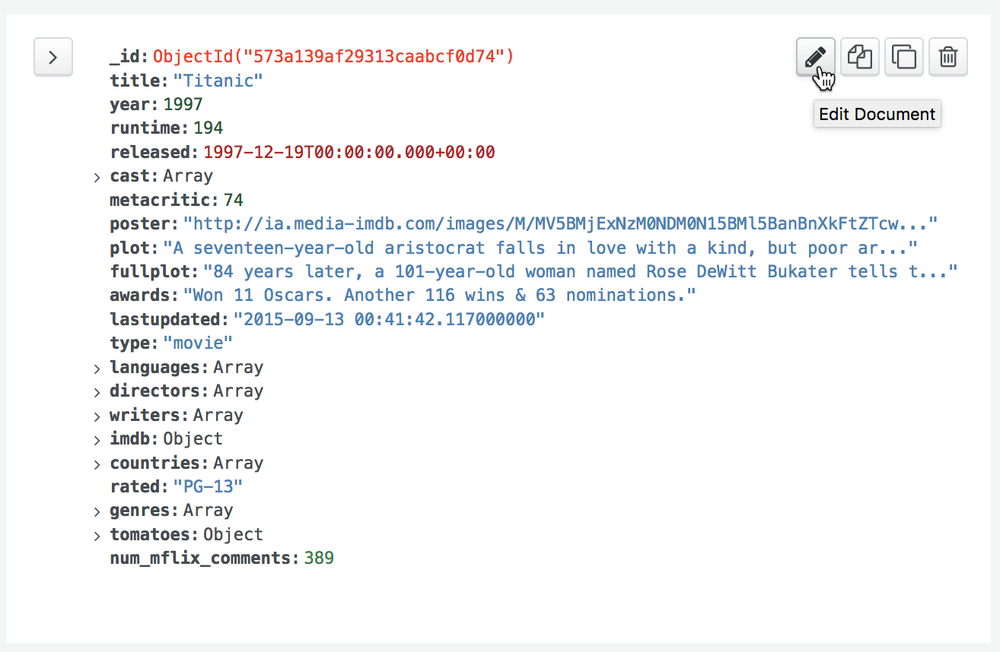 _id: ObjectId("573a139af29313caabcf0d74")
title: "Titanic"
year: 1997
runtime: 194
released: 1997-12-19T00:00:00.000+00:00
cast: Array
metacritic: 74
poster: "http://ia.media-imdb.com/images/M/MV5BMjExNzM0NDM0N15BMl5BanBnXkFtZTcw..."
plot: "A seventeen-year-old aristocrat falls in love with a kind, but poor ar..."
fullplot: "84 years later, a 101-year-old woman named Rose DeWitt Bukater tells t..."
awards: "Won 11 Oscars. Another 116 wins & 63 nominations."
lastupdated: "2015-09-13 00:41:42.117000000"
type: "movie"
languages: Array
directors: Array
writers: Array
imdb: Object
countries: Array
rated: "PG-13"
genres: Array
tomatoes: Object
num_mflix_comments: 389
Edit Document